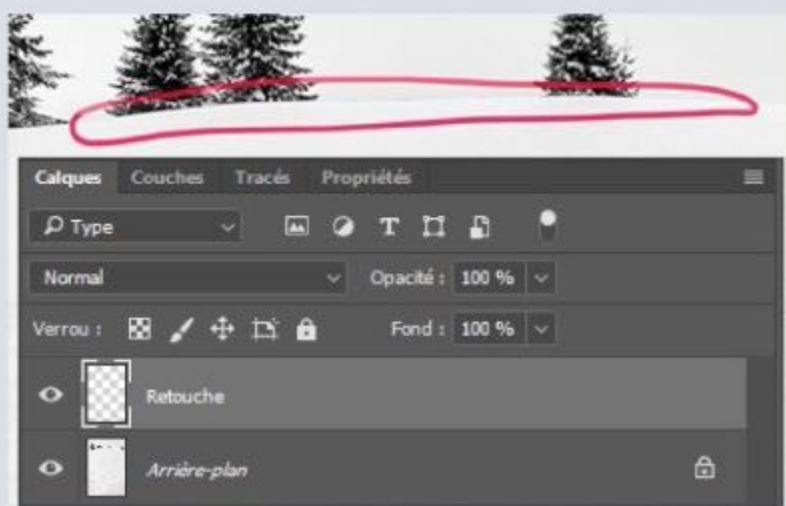 Calques Couches Tracés Propriétés
Type T
Normal Opacité : 100 %
Verrou : Fond : 100 %
Retouche
Arrière-plan